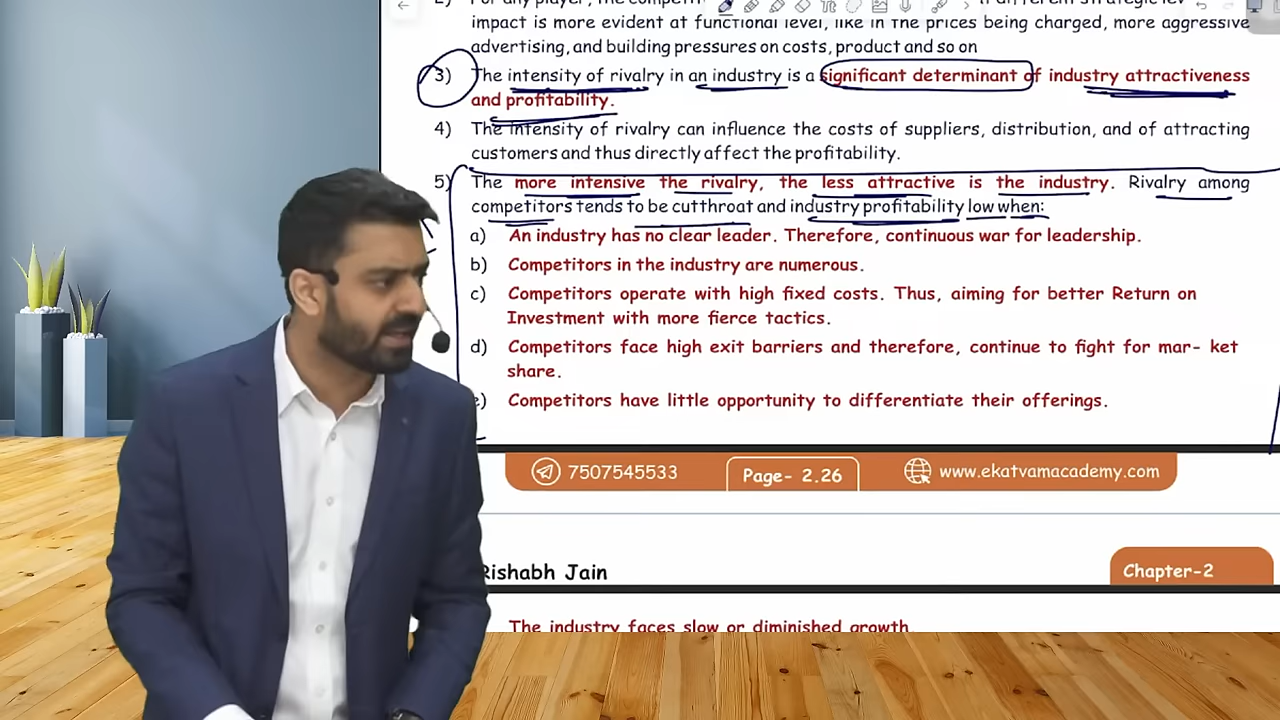 impact is more evident at functional level, like in the prices being charged, more aggressive
advertising, and building pressures on costs, product and so on
3) The intensity of rivalry in an industry is a significant determinant of industry attractiveness
and profitability.
4) The intensity of rivalry can influence the costs of suppliers, distribution, and of attracting
customers and thus directly affect the profitability.
5) The more intensive the rivalry, the less attractive is the industry. Rivalry among
competitors tends to be cutthroat and industry profitability low when:
a) An industry has no clear leader. Therefore, continuous war for leadership.
b) Competitors in the industry are numerous.
c) Competitors operate with high fixed costs. Thus, aiming for better Return on
Investment with more fierce tactics.
d) Competitors face high exit barriers and therefore, continue to fight for mar- ket
share.
e) Competitors have little opportunity to differentiate their offerings.
7507545533 Page- 2.26 www.ekatvamacademy.com
Rishabh Jain Chapter-2
The industry faces slow or diminished growth.